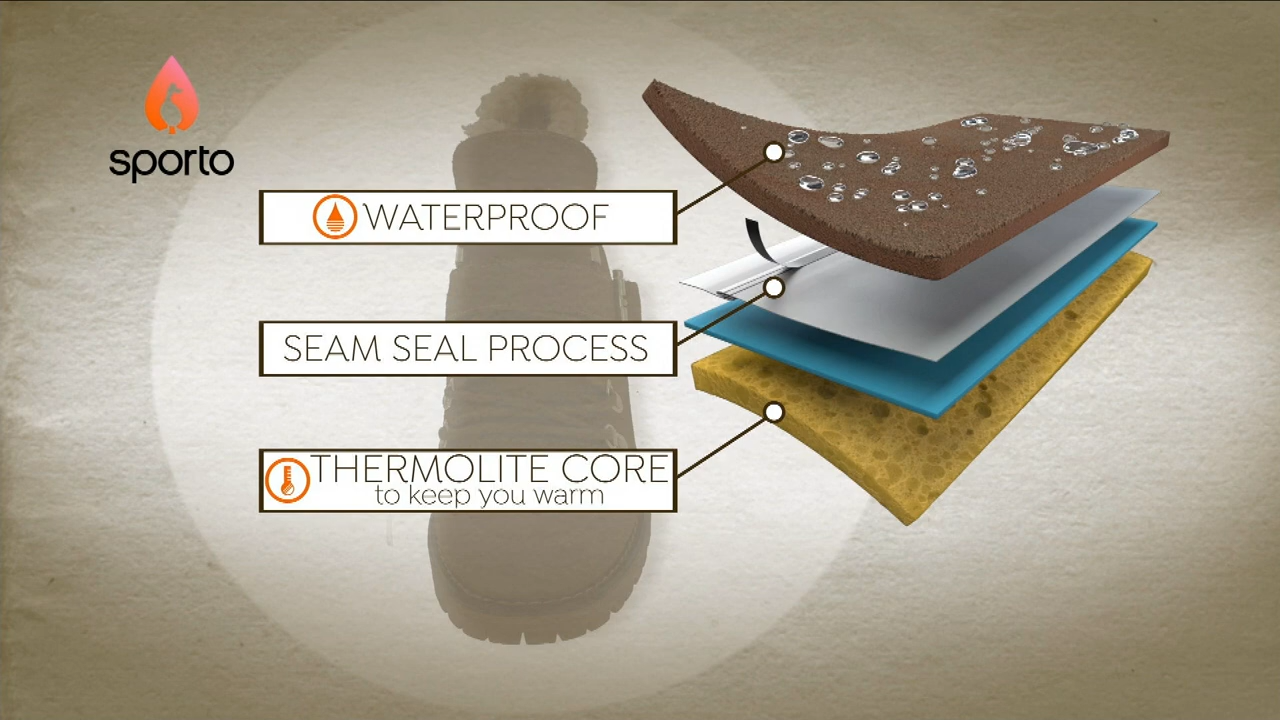 sporto
WATERPROOF
SEAM SEAL PROCESS
THERMOLITE CORE
to keep you warm